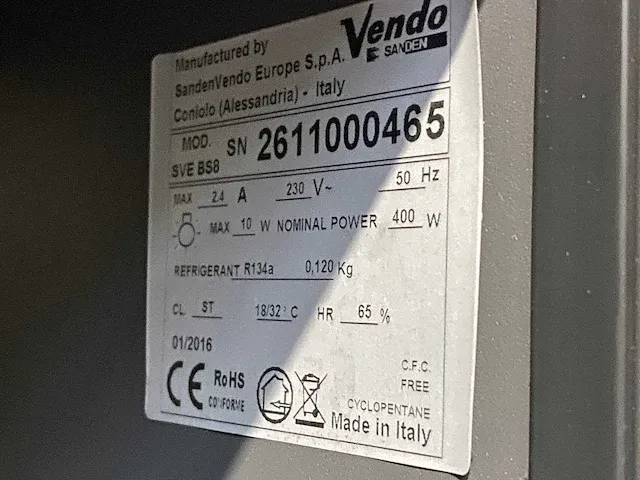 Manufactured by
SandenVendo Europe S.p.A.
Coniolo (Alessandria) - Italy
Vendo
SANDEN
MOD.
SVE BS8
SN 2611000465
MAX 2.4 A 230 V~ 50 Hz
MAX 10 W NOMINAL POWER 400 W
REFRIGERANT R134a 0,120 Kg
CL. ST 18/32°C HR 65 %
01/2016
CE RoHS
CONFORME
C.F.C.
FREE
CYCLOPENTANE
Made in Italy